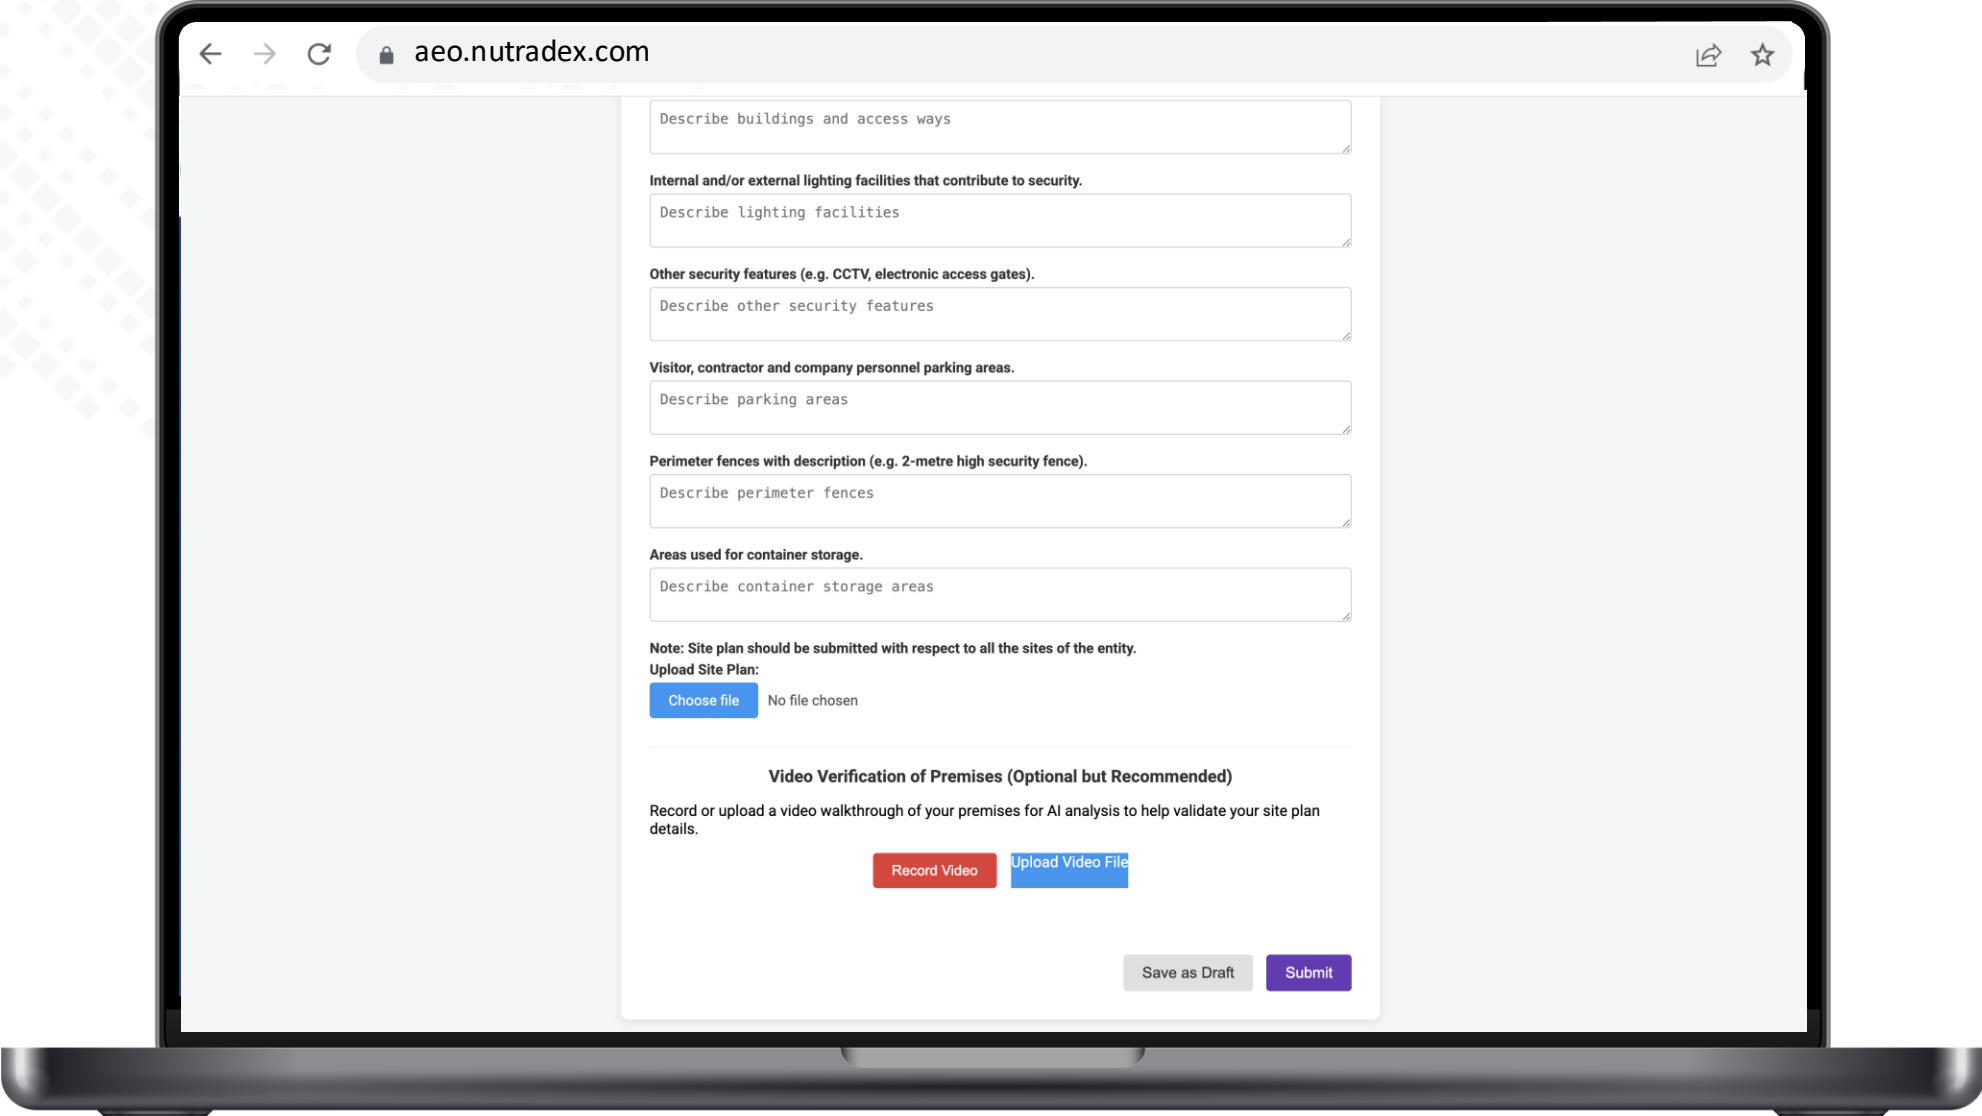 aeo.nutradex.com
Describe buildings and access ways
Internal and/or external lighting facilities that contribute to security.
Describe lighting facilities
Other security features (e.g. CCTV, electronic access gates).
Describe other security features
Visitor, contractor and company personnel parking areas.
Describe parking areas
Perimeter fences with description (e.g. 2-metre high security fence).
Describe perimeter fences
Areas used for container storage.
Describe container storage areas
Note: Site plan should be submitted with respect to all the sites of the entity.
Upload Site Plan:
Choose file No file chosen
Video Verification of Premises (Optional but Recommended)
Record or upload a video walkthrough of your premises for AI analysis to help validate your site plan
details.
Record Video Upload Video File
Save as Draft Submit